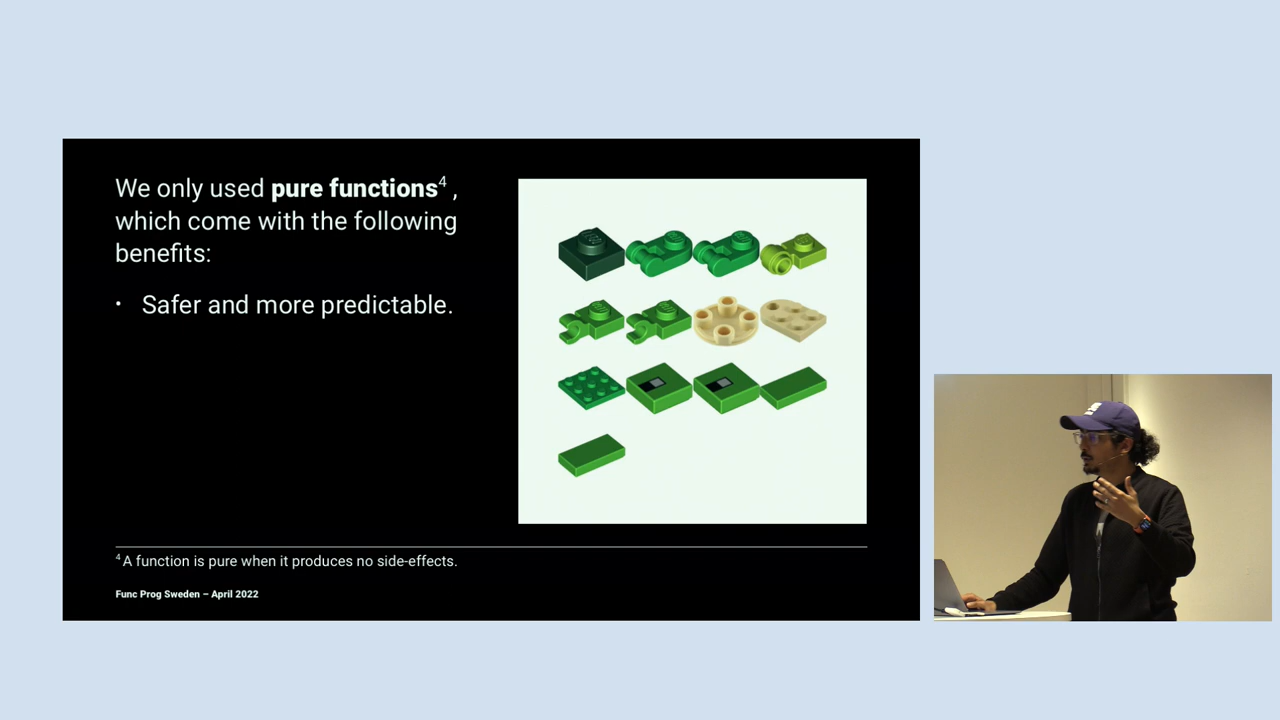 We only used pure functions⁴ ,
which come with the following
benefits:
• Safer and more predictable.
⁴ A function is pure when it produces no side-effects.
Func Prog Sweden – April 2022